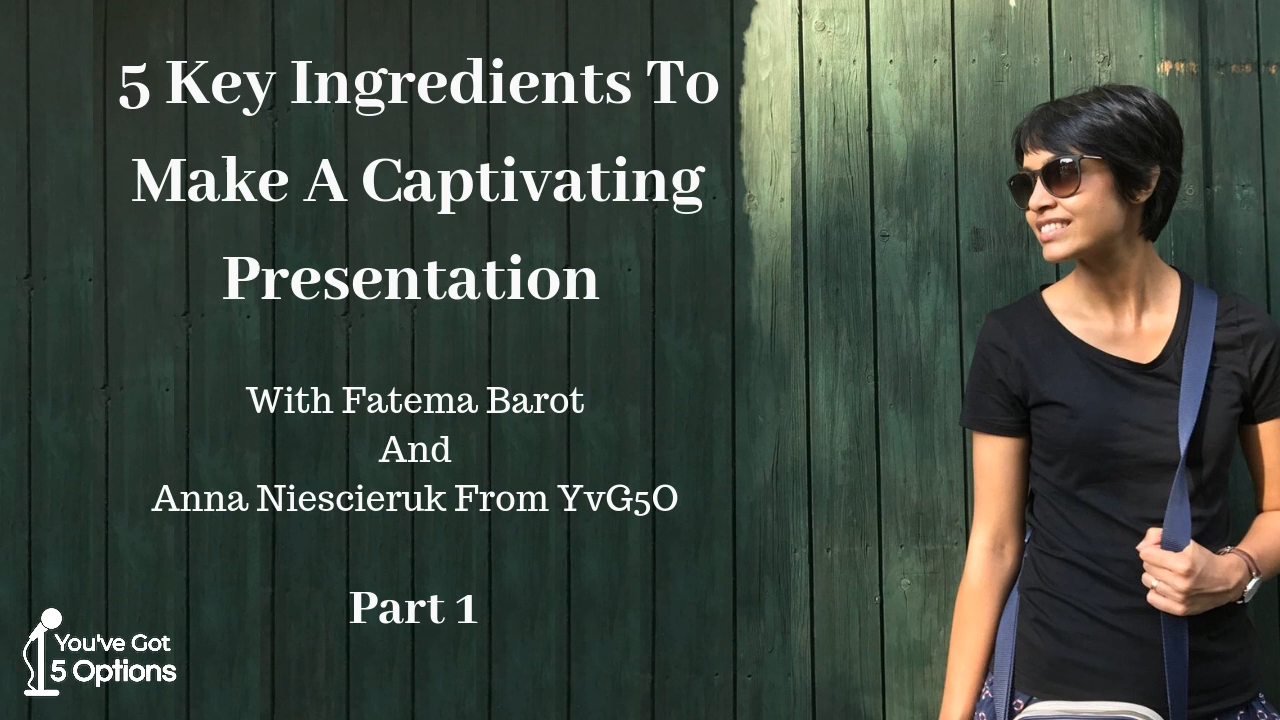 5 Key Ingredients To
Make A Captivating
Presentation
With Fatema Barot
And
Anna Niescieruk From YvG5O
Part 1
You've Got
5 Options